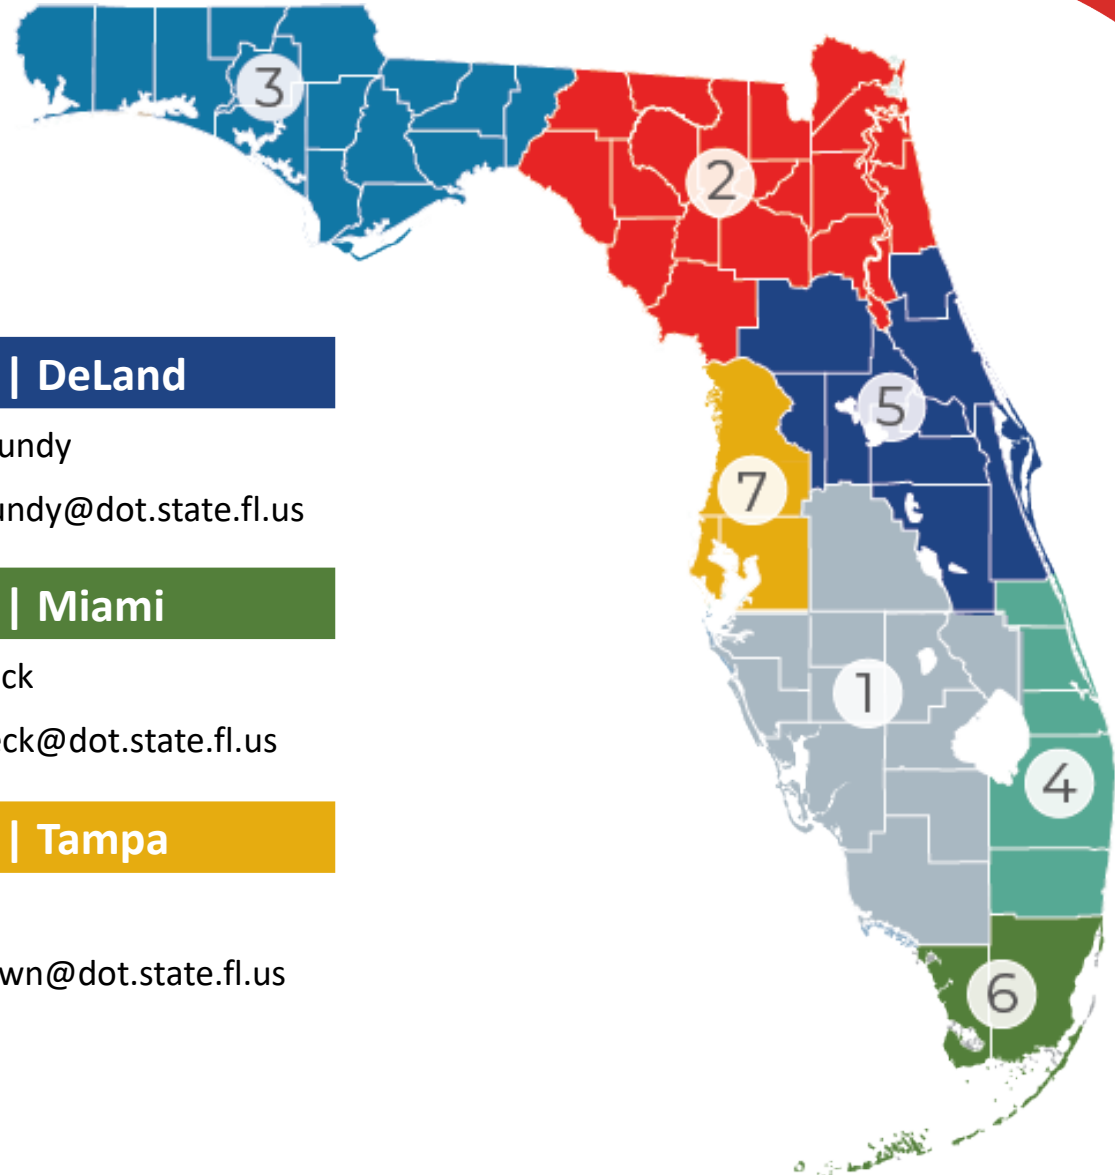 3
2
| DeLand
5
undy
undy@dot.state.fl.us
7
| Miami
ck
eck@dot.state.fl.us
1
4
| Tampa
wn@dot.state.fl.us
6